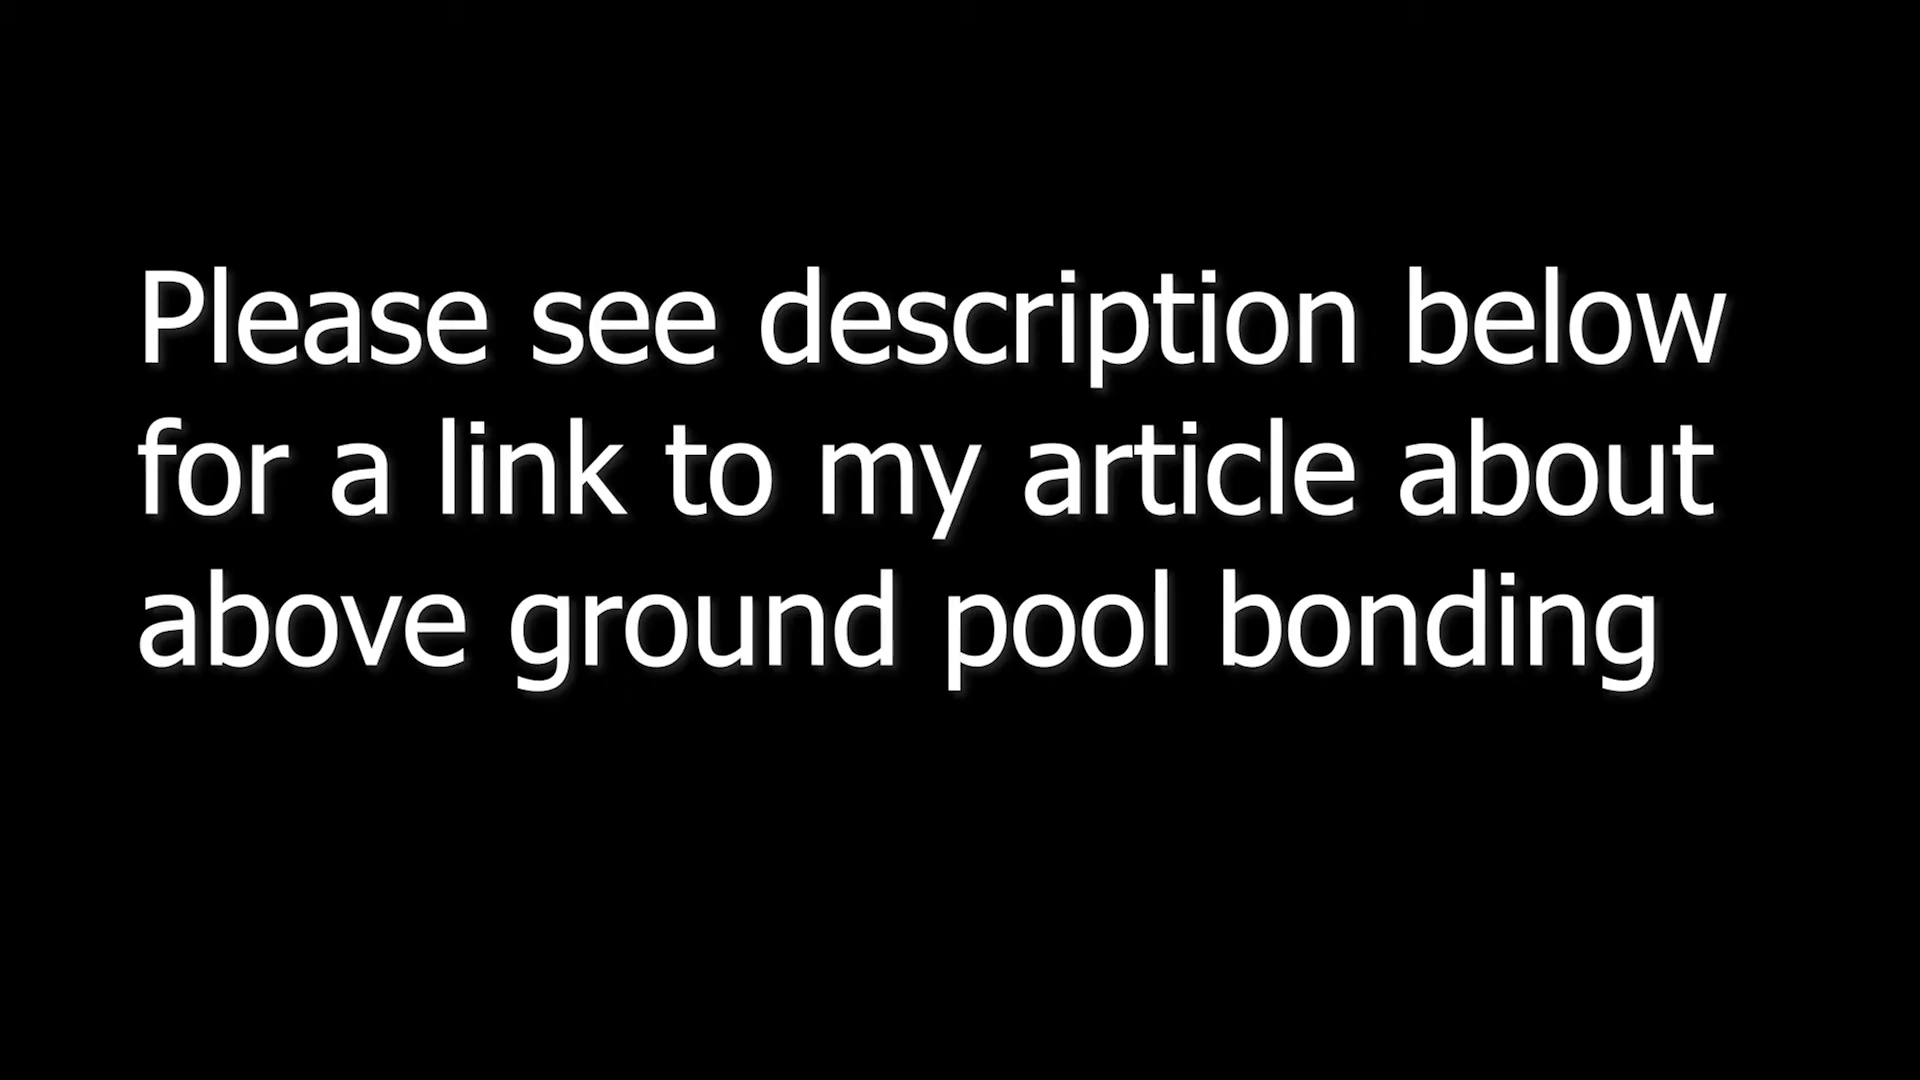 Please see description below
for a link to my article about
above ground pool bonding